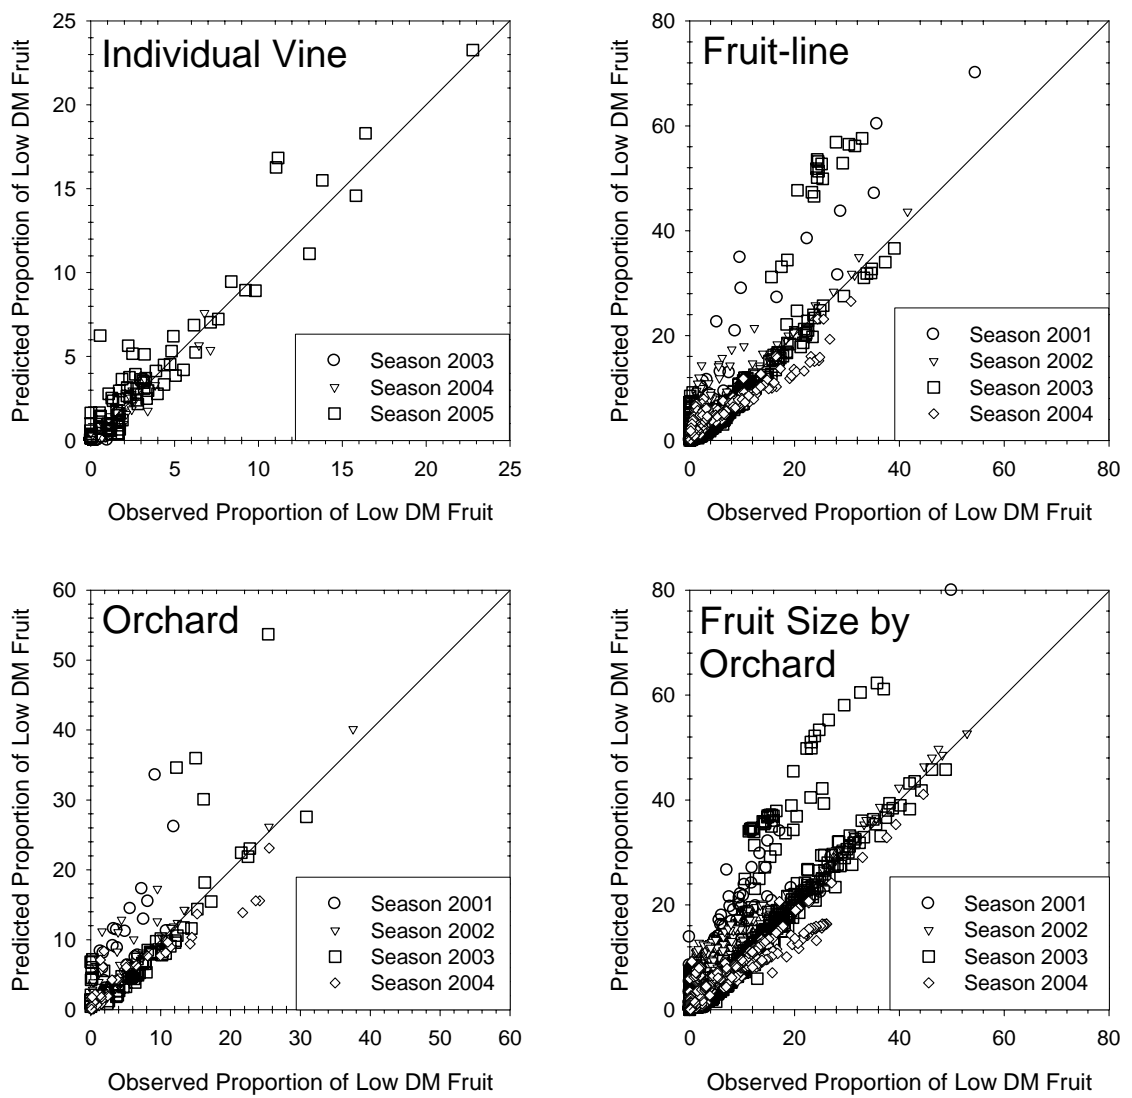 Individual Vine
25
20
15
10
5
0
Predicted Proportion of Low DM Fruit
Season 2003
Season 2004
Season 2005
0 5 10 15 20 25
Observed Proportion of Low DM Fruit
Fruit-line
80
60
40
20
0
Predicted Proportion of Low DM Fruit
Season 2001
Season 2002
Season 2003
Season 2004
0 20 40 60 80
Observed Proportion of Low DM Fruit
Orchard
60
50
40
30
20
10
0
Predicted Proportion of Low DM Fruit
Season 2001
Season 2002
Season 2003
Season 2004
0 10 20 30 40 50 60
Observed Proportion of Low DM Fruit
Fruit Size by
Orchard
80
60
40
20
0
Predicted Proportion of Low DM Fruit
Season 2001
Season 2002
Season 2003
Season 2004
0 20 40 60 80
Observed Proportion of Low DM Fruit